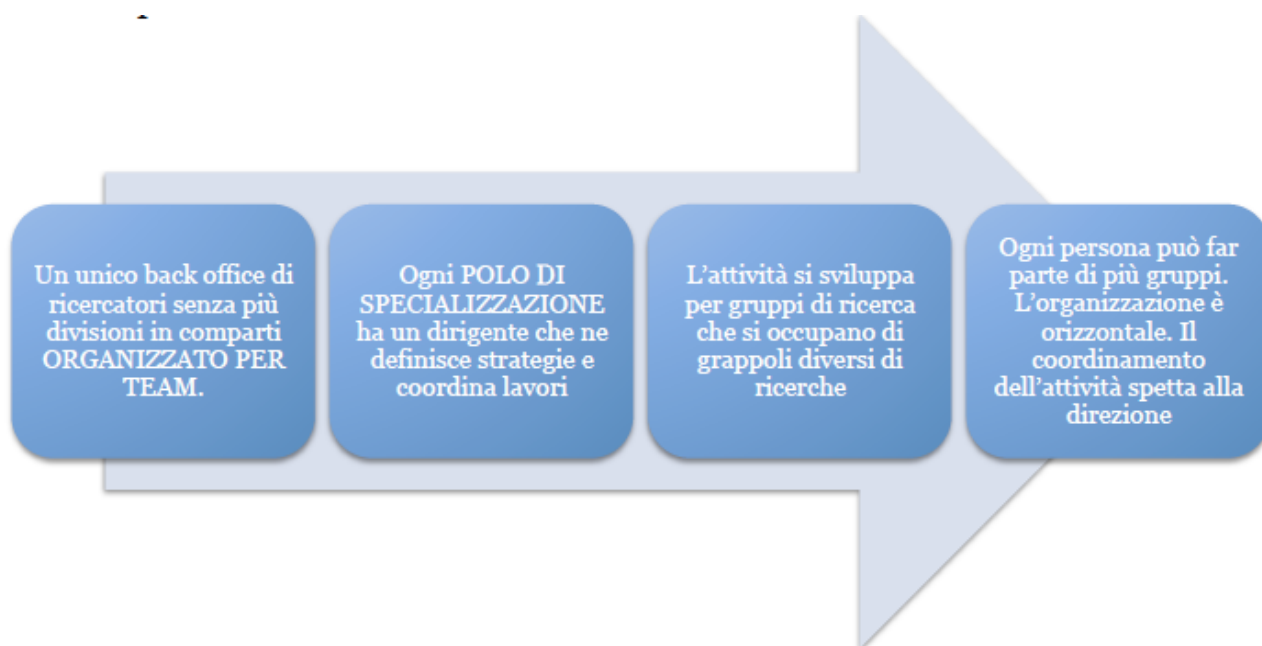 Un unico back office di
ricercatori senza più
divisioni in comparti
ORGANIZZATO PER
TEAM.
Ogni POLO DI
SPECIALIZZAZIONE
ha un dirigente che ne
definisce strategie e
coordina lavori
L'attività si sviluppa
per gruppi di ricerca
che si occupano di
grappoli diversi di
ricerche
Ogni persona può far
parte di più gruppi.
L'organizzazione è
orizzontale. Il
coordinamento
dell'attività spetta alla
direzione